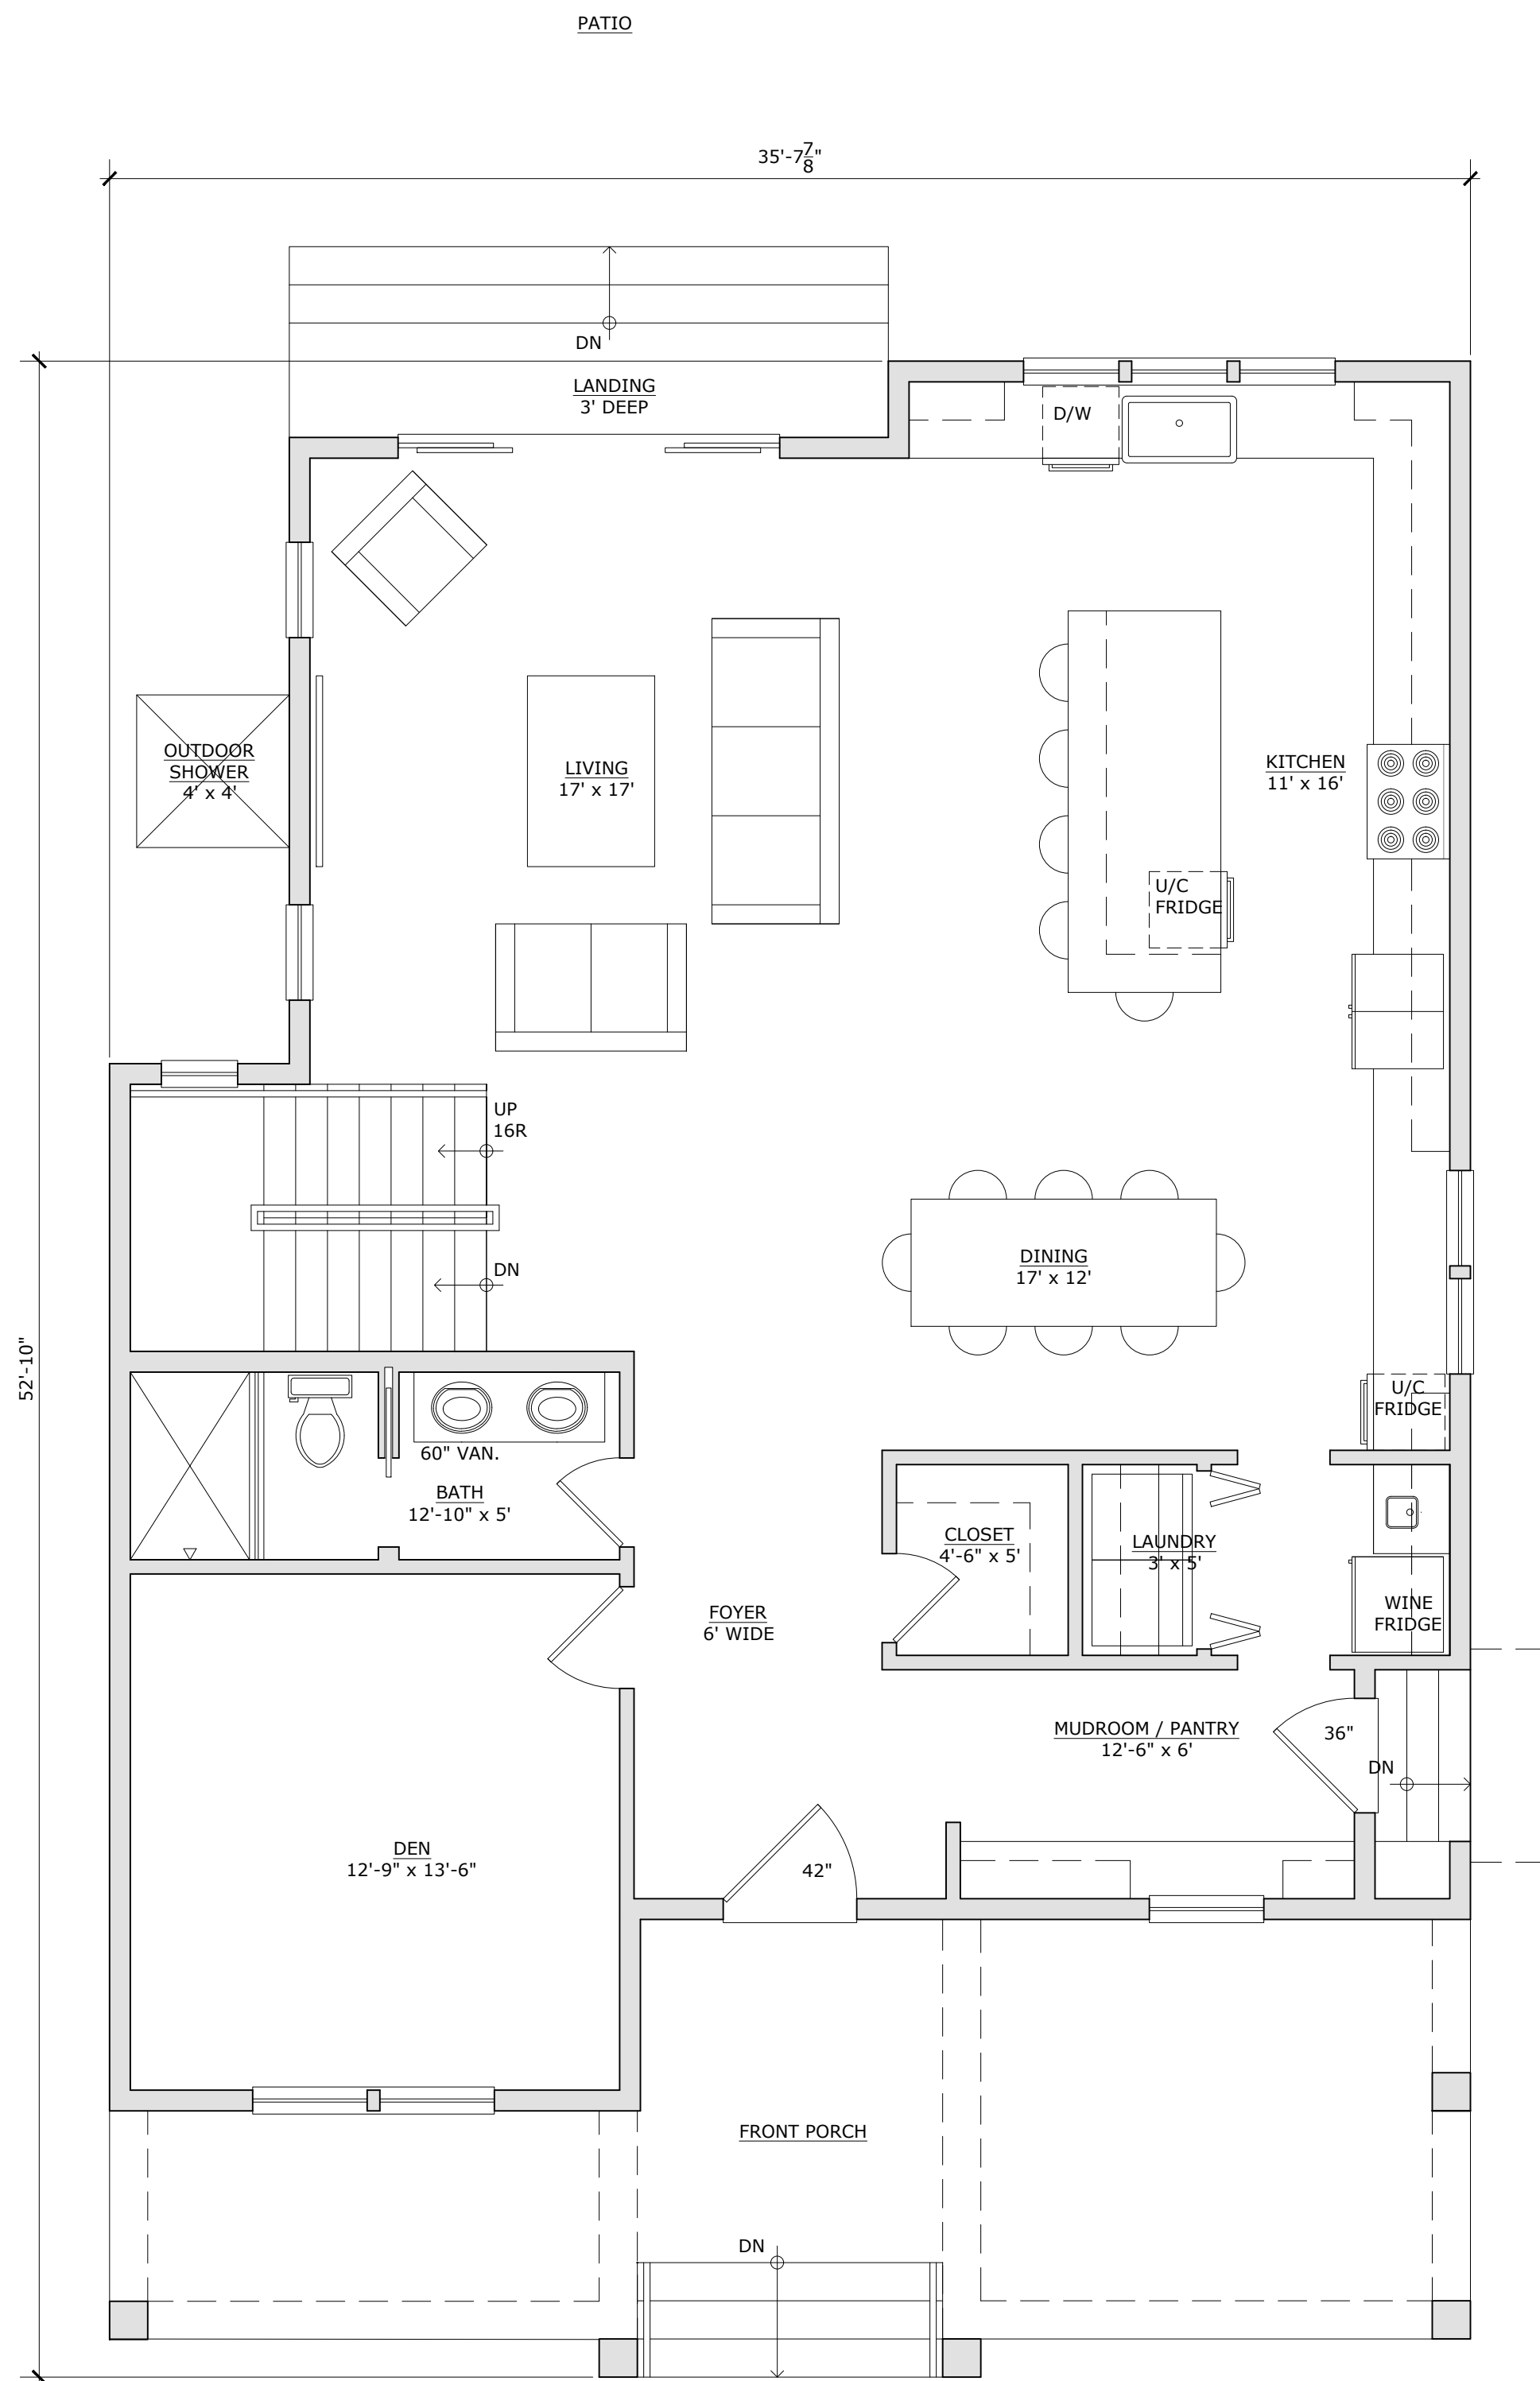 PATIO
35'-7 7/8"
DN
LANDING
3' DEEP
D/W
OUTDOOR
SHOWER
4' x 4'
LIVING
17' x 17'
KITCHEN
11' x 16'
U/C
FRIDGE
UP
16R
DN
DINING
17' x 12'
52'-10"
U/C
FRIDGE
60" VAN.
BATH
12'-10" x 5'
CLOSET
4'-6" x 5'
LAUNDRY
3' x 5'
FOYER
6' WIDE
WINE
FRIDGE
MUDROOM / PANTRY
12'-6" x 6'
36"
DN
DEN
12'-9" x 13'-6"
42"
FRONT PORCH
DN